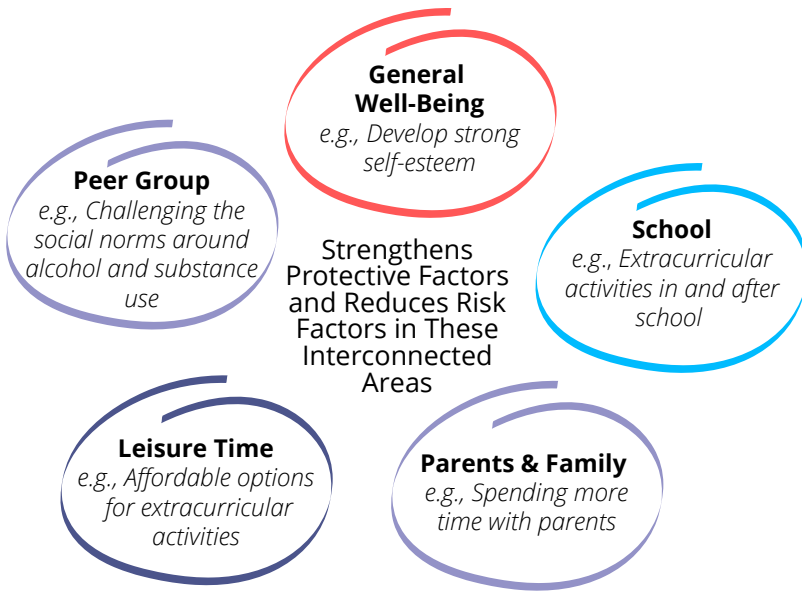 General
Well-Being
e.g., Develop strong
self-esteem
Peer Group
e.g., Challenging the
social norms around
alcohol and substance
use
School
e.g., Extracurricular
activities in and after
school
Strengthens
Protective Factors
and Reduces Risk
Factors in These
Interconnected
Areas
Leisure Time
e.g., Affordable options
for extracurricular
activities
Parents & Family
e.g., Spending more
time with parents